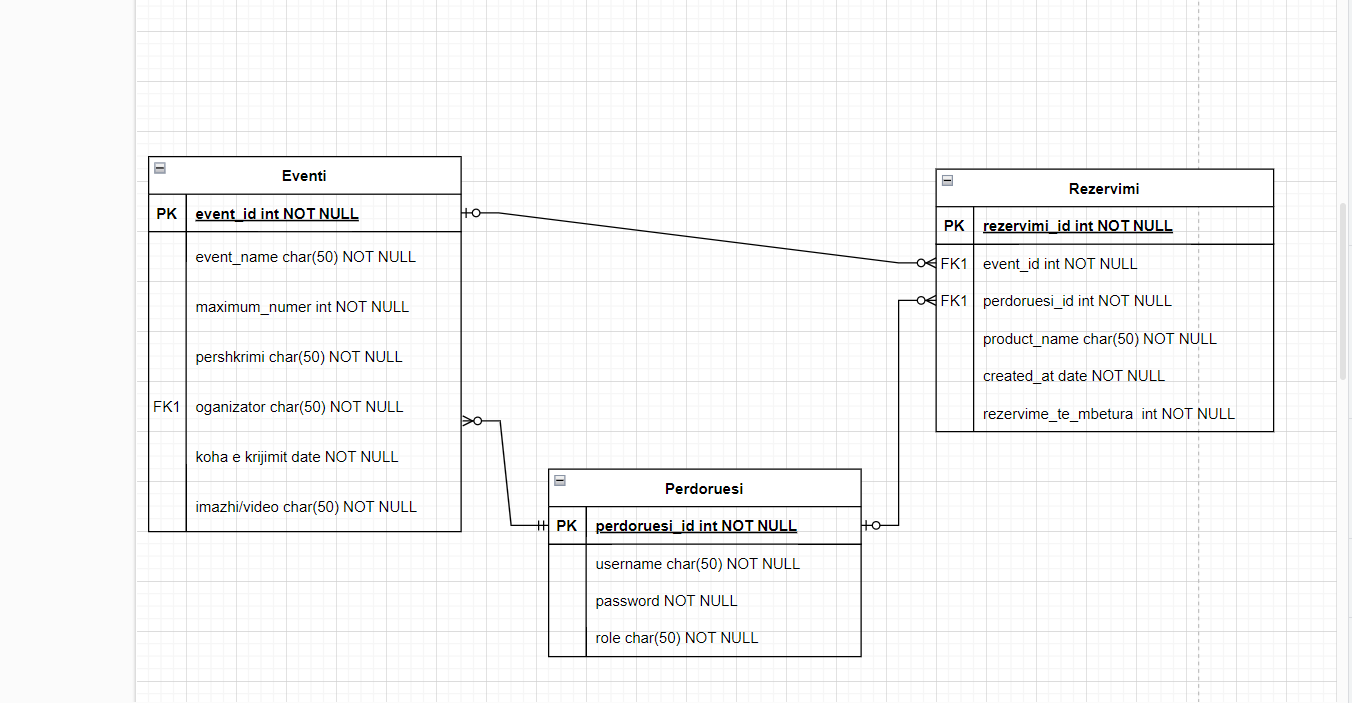 Eventi
PK event_id int NOT NULL
event_name char(50) NOT NULL
maximum_numer int NOT NULL
pershkrimi char(50) NOT NULL
FK1 oganizator char(50) NOT NULL
koha e krijimit date NOT NULL
imazhi/video char(50) NOT NULL
Rezervimi
PK rezervimi_id int NOT NULL
FK1 event_id int NOT NULL
FK1 perdoruesi_id int NOT NULL
product_name char(50) NOT NULL
created_at date NOT NULL
rezervime_te_mbetura int NOT NULL
Perdoruesi
PK perdoruesi_id int NOT NULL
username char(50) NOT NULL
password NOT NULL
role char(50) NOT NULL